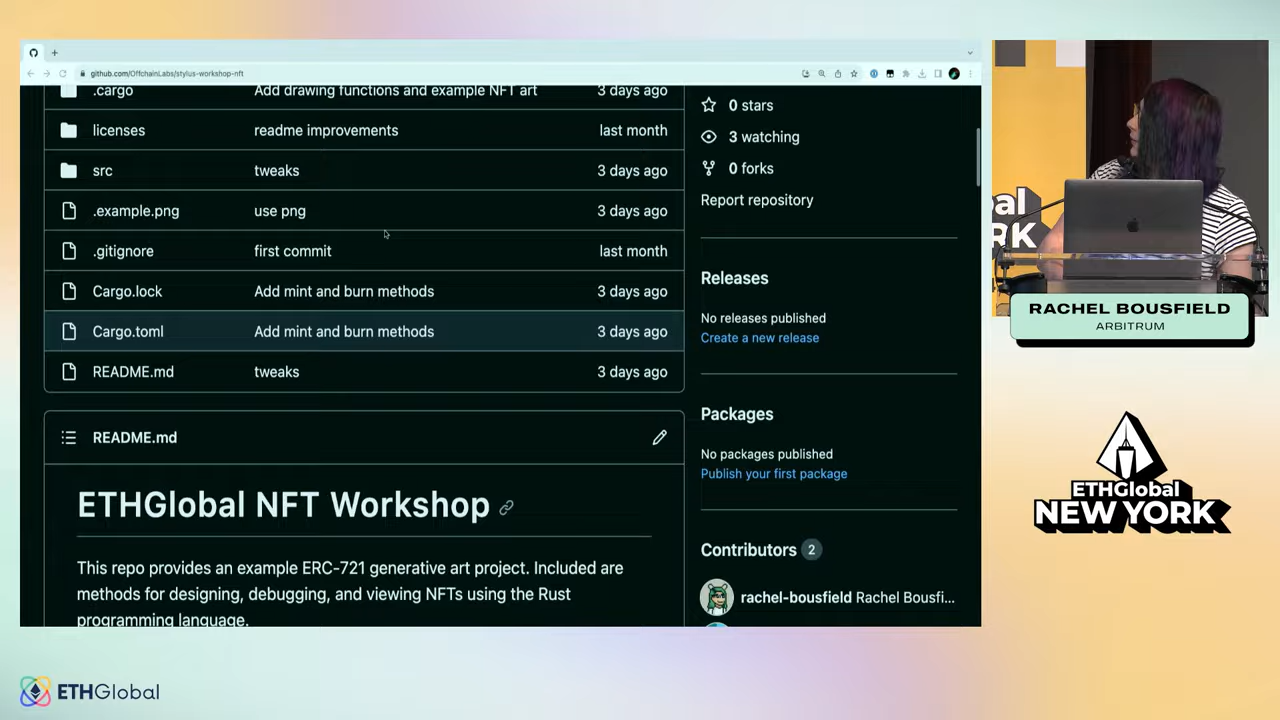 github.com/OffchainLabs/stylus-workshop-nft
.cargo Add drawing functions and example NFT art 3 days ago
licenses readme improvements last month
src tweaks 3 days ago
.example.png use png 3 days ago
.gitignore first commit last month
Cargo.lock Add mint and burn methods 3 days ago
Cargo.toml Add mint and burn methods 3 days ago
README.md tweaks 3 days ago
README.md
ETHGlobal NFT Workshop
This repo provides an example ERC-721 generative art project. Included are
methods for designing, debugging, and viewing NFTs using the Rust
programming language.
0 stars
3 watching
0 forks
Report repository
Releases
No releases published
Create a new release
Packages
No packages published
Publish your first package
Contributors 2
rachel-bousfield Rachel Bousfi...
al
RK
RACHEL BOUSFIELD
ARBITRUM
ETHGlobal
NEW YORK
ETHGlobal